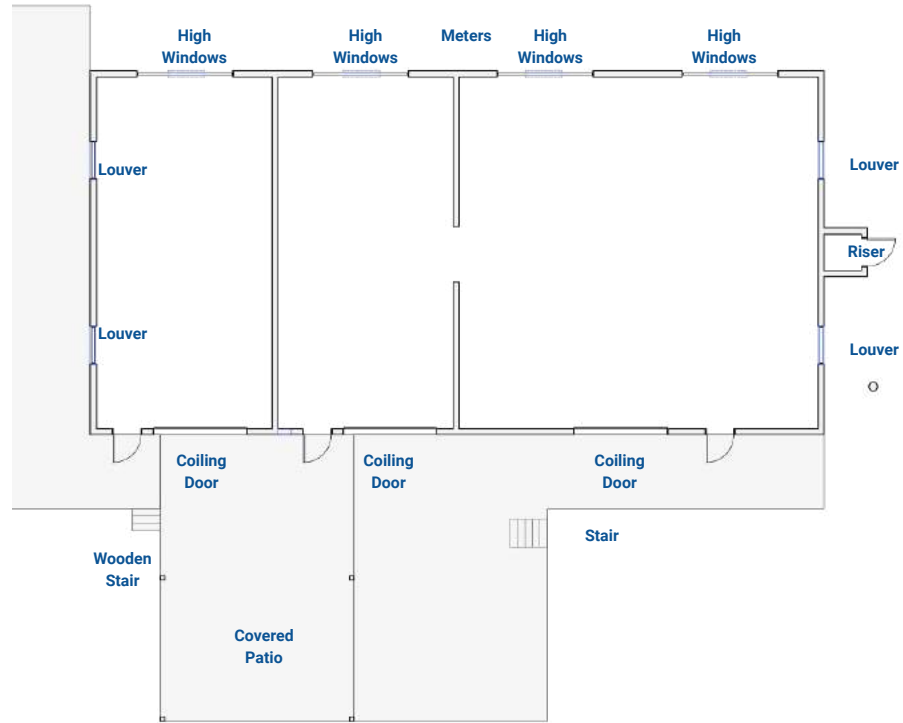 High
Windows
High
Windows
Meters
High
Windows
High
Windows
Louver
Louver
Riser
Louver
Louver
Coiling
Door
Coiling
Door
Coiling
Door
Stair
Wooden
Stair
Covered
Patio